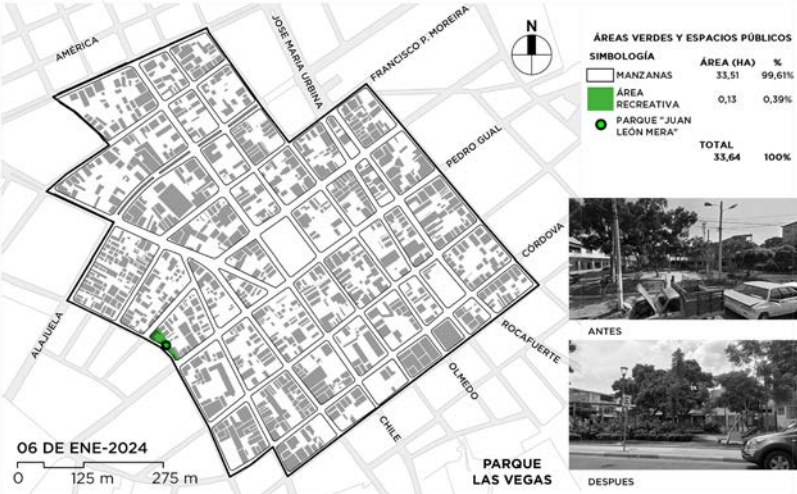 AMÉRICA
JOSE MARIA URBINA
FRANCISCO P. MOREIRA
N
PEDRO GUAL
CÓRDOVA
ROCAFUERTE
OLMEDO
CHILE
ALAJUELA
06 DE ENE-2024
0 125 m 275 m
PARQUE
LAS VEGAS
ÁREAS VERDES Y ESPACIOS PÚBLICOS
SIMBOLOGÍA ÁREA (HA) %
MANZANAS 33,51 99,61%
ÁREA
RECREATIVA 0,13 0,39%
PARQUE "JUAN
LEÓN MERA"
TOTAL
33,64 100%
ANTES
DESPUES